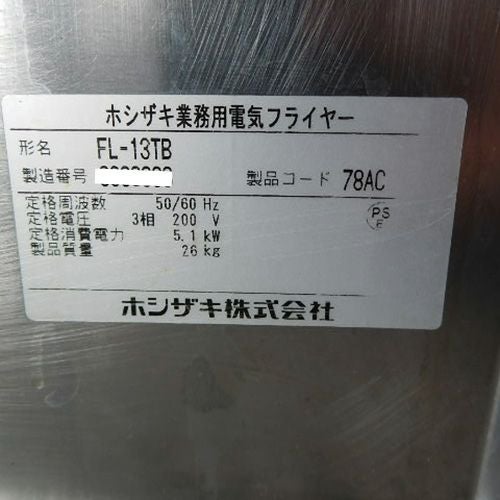 ホシザキ業務用電気フライヤー
形名 FL-13TB
製造番号 製品コード 78AC
定格周波数 50/60 Hz
定格電圧 3相 200 V
定格消費電力 5.1 kW
製品質量 26 kg
PS
E
ホシザキ株式会社